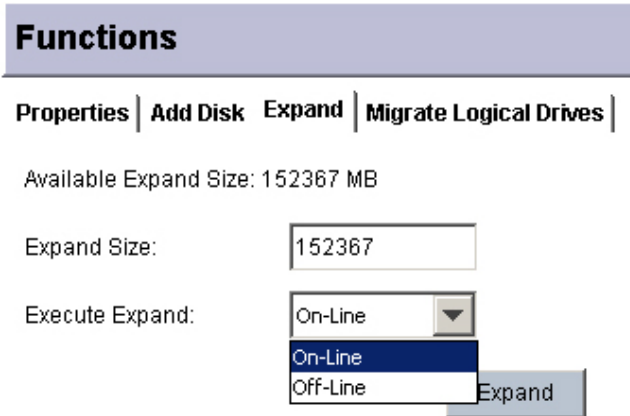 Functions
Properties Add Disk Expand Migrate Logical Drives
Available Expand Size: 152367 MB
Expand Size: 152367
Execute Expand: On-Line
On-Line
Off-Line
Expand